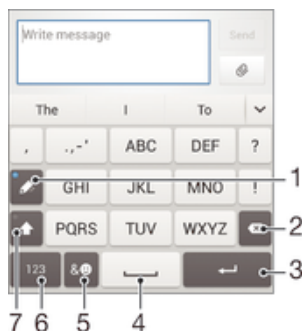 Write message
Send
The I To
, .,-' ABC DEF ?
GHI JKL MNO ! 1
PQRS TUV WXYZ 2
123 &☻ 3
7 6 5 4